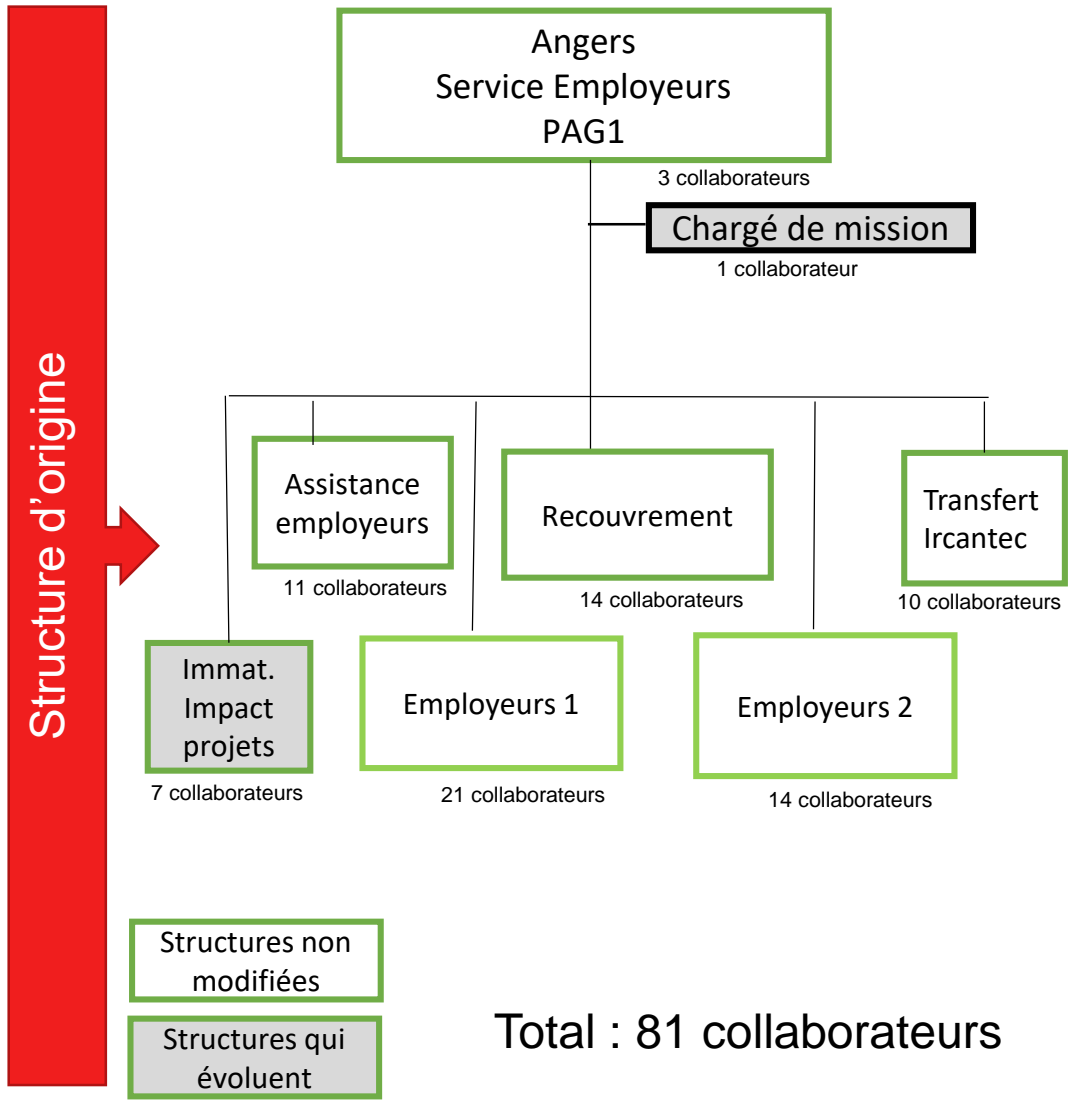 Structure d'origine
Angers
Service Employeurs
PAG1
3 collaborateurs
Chargé de mission
1 collaborateur
Assistance
employeurs
11 collaborateurs
Recouvrement
14 collaborateurs
Transfert
Ircantec
10 collaborateurs
Immat.
Impact
projets
7 collaborateurs
Employeurs 1
21 collaborateurs
Employeurs 2
14 collaborateurs
Structures non
modifiées
Structures qui
évoluent
Total : 81 collaborateurs